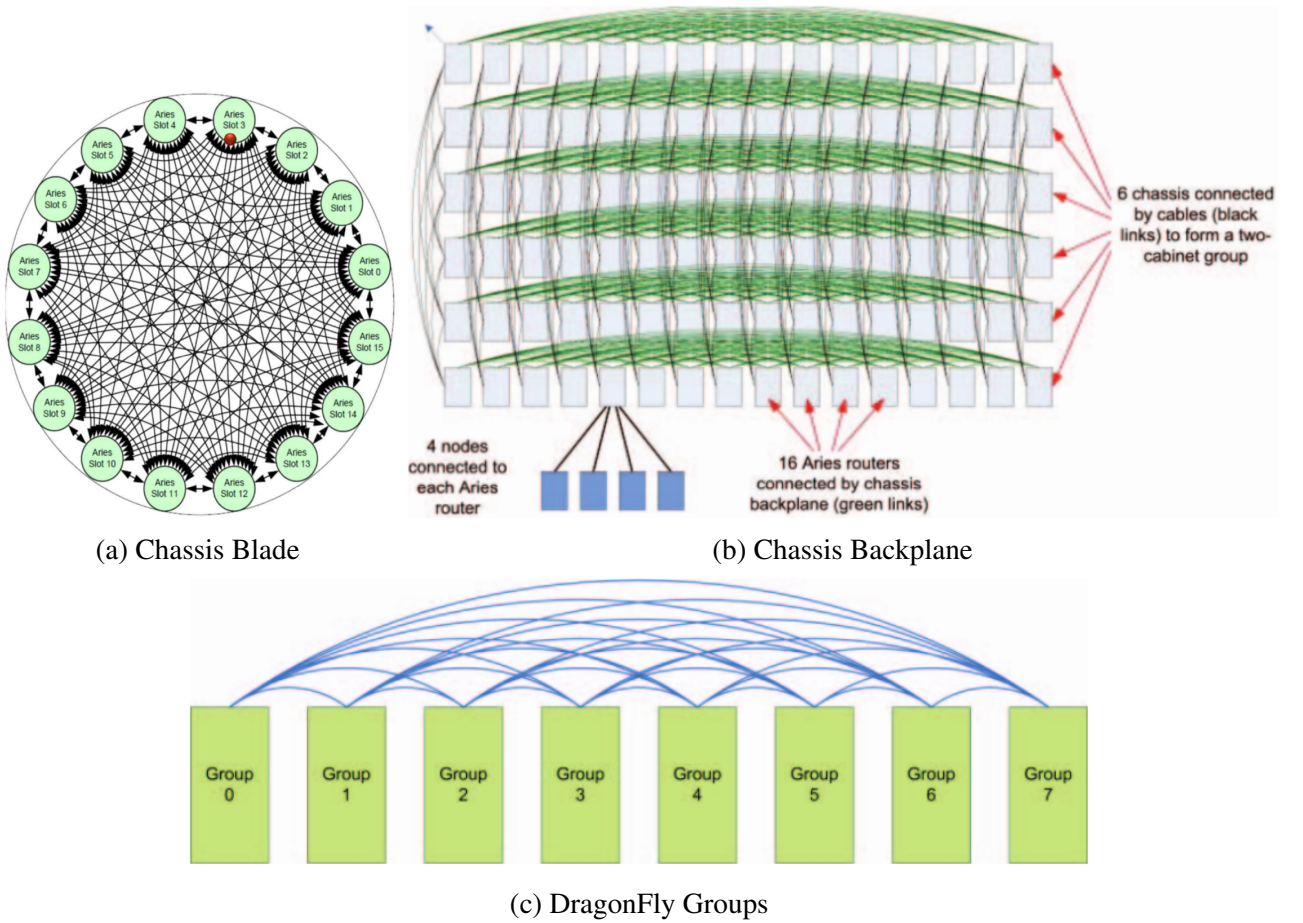 Aries
Slot 4
Aries
Slot 3
Aries
Slot 5
Aries
Slot 2
Aries
Slot 6
Aries
Slot 1
Aries
Slot 7
Aries
Slot 0
Aries
Slot 8
Aries
Slot 15
Aries
Slot 9
Aries
Slot 14
Aries
Slot 10
Aries
Slot 13
Aries
Slot 11
Aries
Slot 12
(a) Chassis Blade
6 chassis connected
by cables (black
links) to form a two-
cabinet group
4 nodes
connected to
each Aries
router
16 Aries routers
connected by chassis
backplane (green links)
(b) Chassis Backplane
Group
0
Group
1
Group
2
Group
3
Group
4
Group
5
Group
6
Group
7
(c) DragonFly Groups